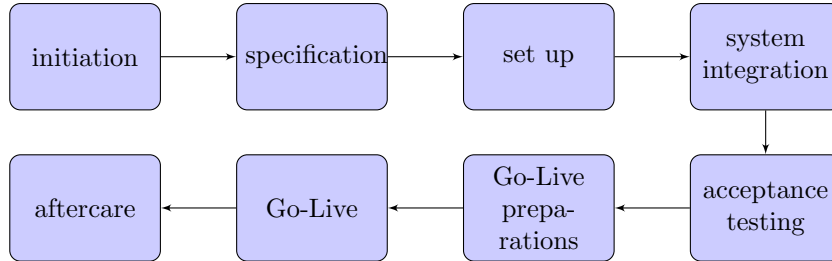 initiation
specification
set up
system
integration
acceptance
testing
Go-Live
prepa-
rations
Go-Live
aftercare